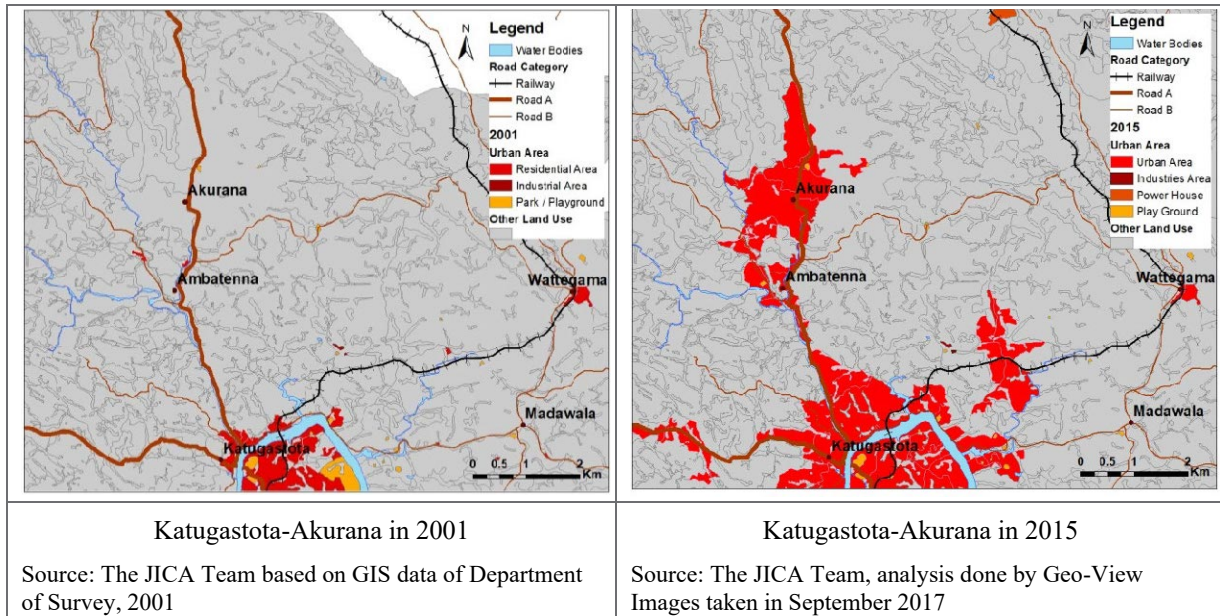 Legend
N
Water Bodies
Road Category
Railway
Road A
Road B
2001
Urban Area
Residential Area
Industrial Area
Park / Playground
Other Land Use
Akurana
Ambatenna
Wattegama
Madawala
Katugastota
0 0.5 1 2
Km
Legend
N
Water Bodies
Road Category
Railway
Road A
Road B
2015
Urban Area
Urban Area
Industries Area
Power House
Play Ground
Other Land Use
Akurana
Ambatenna
Wattegama
Madawala
Katugastota
0 0.5 1 2
Km
Katugastota-Akurana in 2001
Source: The JICA Team based on GIS data of Department
of Survey, 2001
Katugastota-Akurana in 2015
Source: The JICA Team, analysis done by Geo-View
Images taken in September 2017